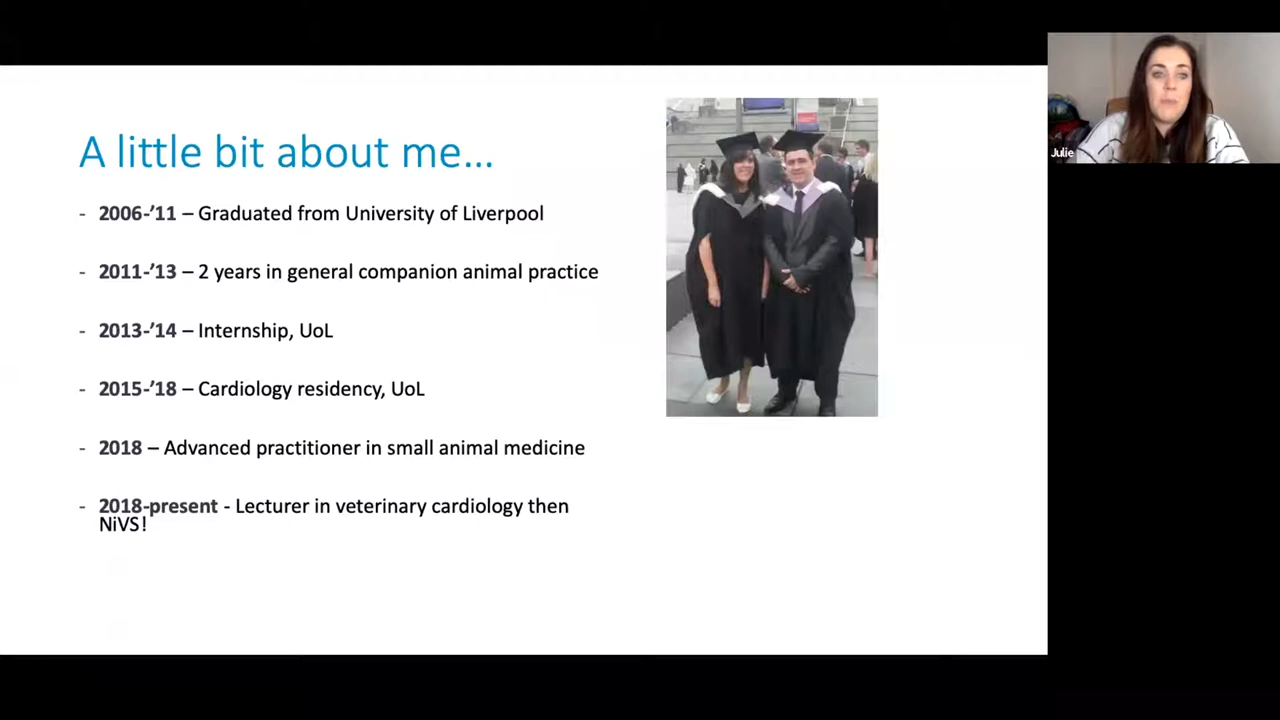 A little bit about me...
- 2006-’11 – Graduated from University of Liverpool
- 2011-’13 – 2 years in general companion animal practice
- 2013-’14 – Internship, UoL
- 2015-’18 – Cardiology residency, UoL
- 2018 – Advanced practitioner in small animal medicine
- 2018-present - Lecturer in veterinary cardiology then
NiVS!
Julie